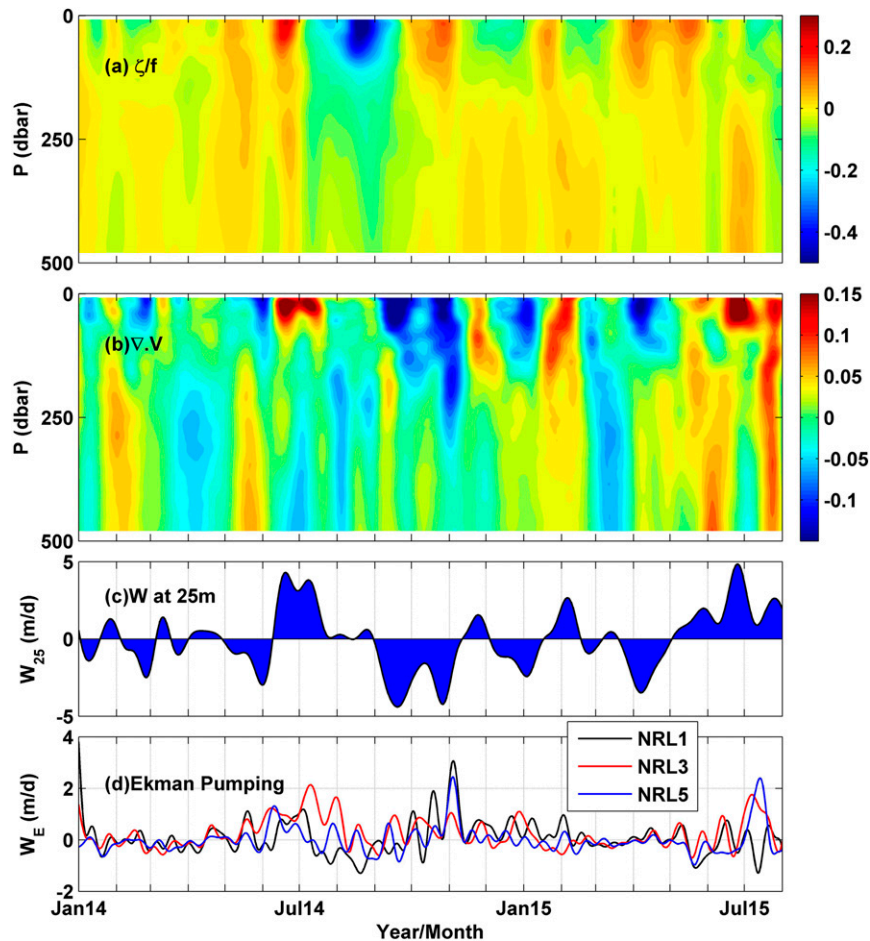 0
(a) ζ/f
P (dbar)
250
500
0.2
0
-0.2
-0.4
0
(b)∇.V
P (dbar)
250
500
0.15
0.1
0.05
0
-0.05
-0.1
5
(c)W at 25m
W25 (m/d)
0
-5
4
(d)Ekman Pumping
WE (m/d)
2
0
-2
NRL1
NRL3
NRL5
Jan14
Jul14
Jan15
Jul15
Year/Month